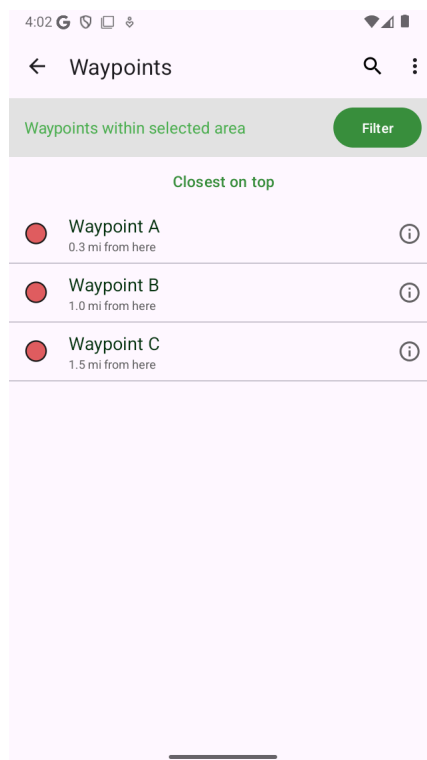 4:02
Waypoints
Waypoints within selected area
Filter
Closest on top
Waypoint A
0.3 mi from here
Waypoint B
1.0 mi from here
Waypoint C
1.5 mi from here